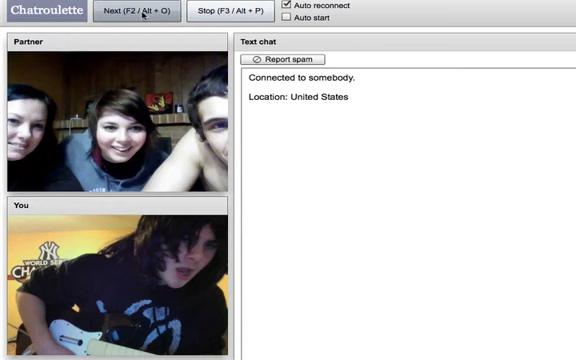 Chatroulette
Next (F2 / Alt + O)
Stop (F3 / Alt + P)
Auto reconnect
Auto start
Partner
Text chat
Report spam
Connected to somebody.
Location: United States
You
WORLD SER
CHA